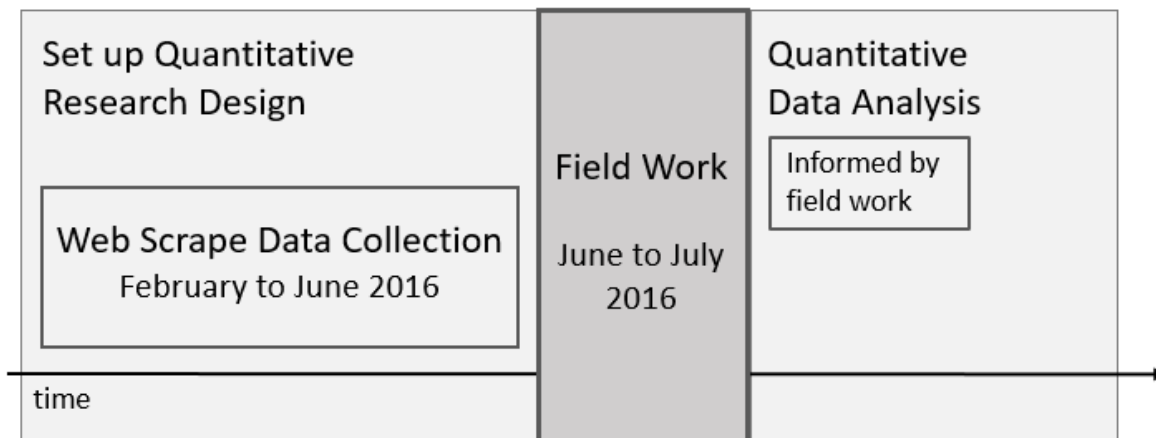 Set up Quantitative
Research Design
Web Scrape Data Collection
February to June 2016
time
Field Work
June to July
2016
Quantitative
Data Analysis
Informed by
field work